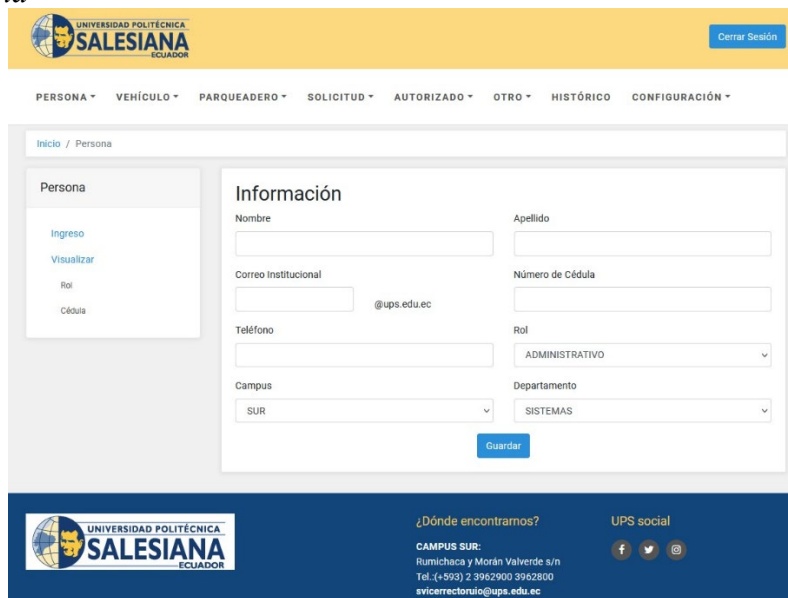 UNIVERSIDAD POLITÉCNICA
SALESIANA
ECUADOR
Cerrar Sesión
PERSONA VEHÍCULO PARQUEADERO SOLICITUD AUTORIZADO OTRO HISTÓRICO CONFIGURACIÓN
Inicio / Persona
Persona
Ingreso
Visualizar
Rol
Cédula
Información
Nombre Apellido
Correo Institucional Número de Cédula
@ups.edu.ec
Teléfono Rol
ADMINISTRATIVO
Campus Departamento
SUR SISTEMAS
Guardar
UNIVERSIDAD POLITÉCNICA
SALESIANA
ECUADOR
¿Dónde encontrarnos?
CAMPUS SUR:
Rumichaca y Morán Valverde s/n
Tel.:(+593) 2 3962900 3962800
svicerrectoruio@ups.edu.ec
UPS social